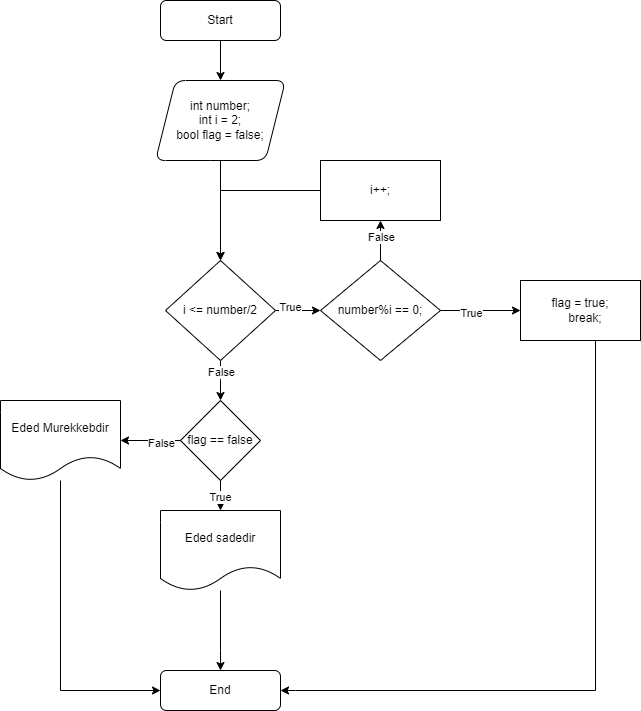 Start
int number;
int i = 2;
bool flag = false;
i++;
False
i <= number/2
True
number%i == 0;
True
flag = true;
break;
False
Eded Murekkebdir
False
flag == false
True
Eded sadedir
End